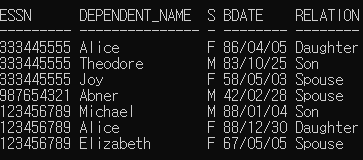 ESSN DEPENDENT_NAME S BDATE RELATION
--------- --------------- - -------- --------
333445555 Alice F 86/04/05 Daughter
333445555 Theodore M 83/10/25 Son
333445555 Joy F 58/05/03 Spouse
987654321 Abner M 42/02/28 Spouse
123456789 Michael M 88/01/04 Son
123456789 Alice F 88/12/30 Daughter
123456789 Elizabeth F 67/05/05 Spouse